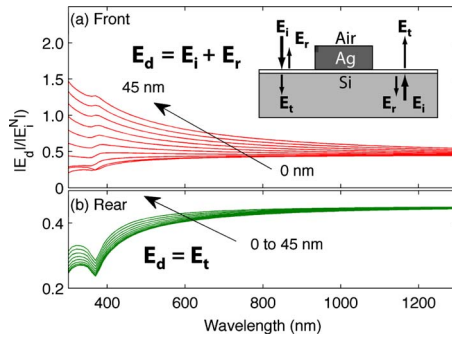 (a) Front
E_d = E_i + E_r
45 nm
0 nm
E_i
E_r
Air
E_t
Ag
Si
E_t
E_r
E_i
2.0
1.5
1.0
0.5
0
|E_d|/|E_i^N|
(b) Rear
0 to 45 nm
E_d = E_t
0.4
0.2
400 600 800 1000 1200
Wavelength (nm)